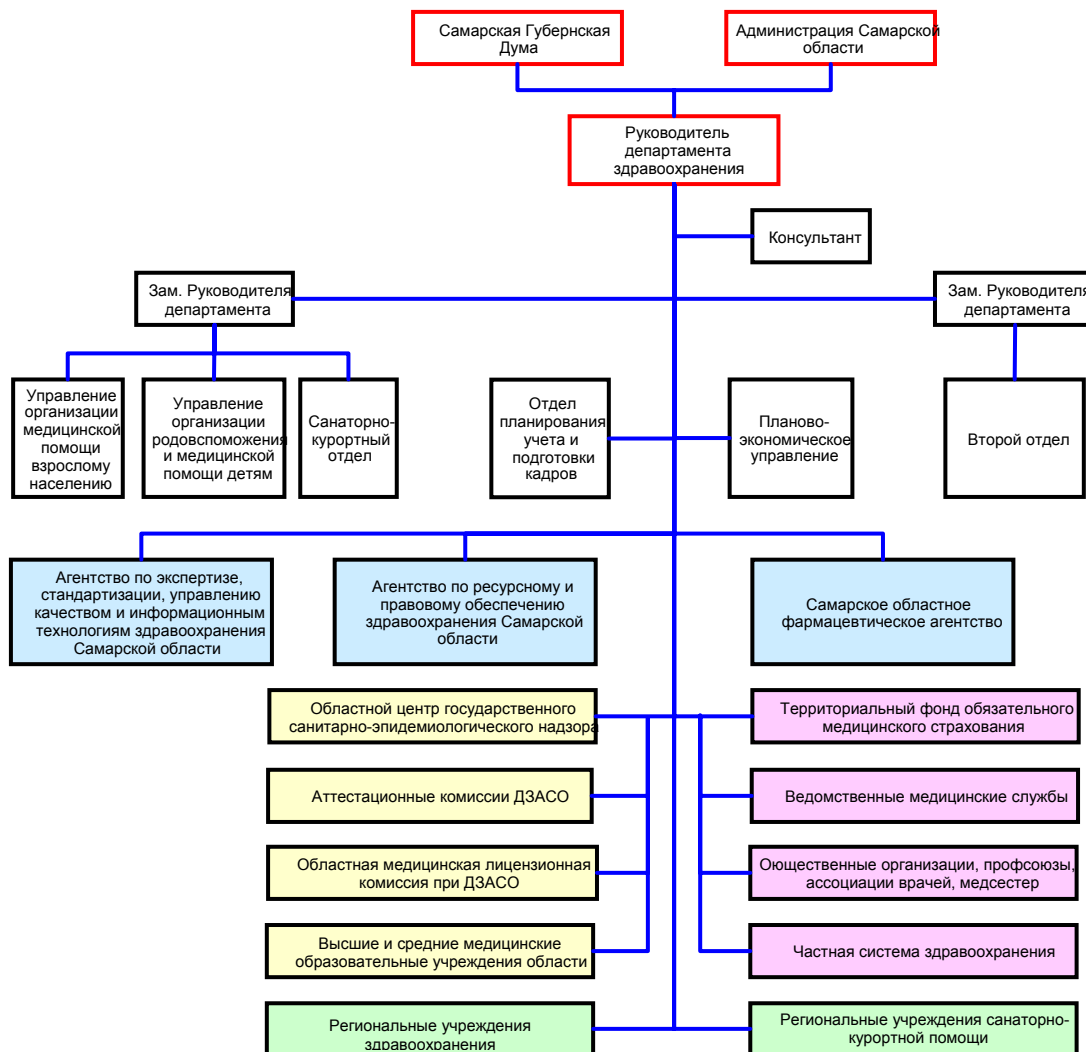 Самарская Губернская
Дума
Администрация Самарской
области
Руководитель
департамента
здравоохранения
Консультант
Зам. Руководителя
департамента
Зам. Руководителя
департамента
Управление
организации
медицинской
помощи
взрослому
населению
Управление
организации
родовспоможения
и медицинской
помощи детям
Санаторно-
курортный
отдел
Отдел
планирования
учета и
подготовки
кадров
Планово-
экономическое
управление
Второй отдел
Агентство по экспертизе,
стандартизации, управлению
качеством и информационным
технологиям здравоохранения
Самарской области
Агентство по ресурсному и
правовому обеспечению
здравоохранения Самарской
области
Самарское областное
фармацевтическое агентство
Областной центр государственного
санитарно-эпидемиологического надзора
Территориальный фонд обязательного
медицинского страхования
Аттестационные комиссии ДЗАСО
Ведомственные медицинские службы
Областная медицинская лицензионная
комиссия при ДЗАСО
Оющественные организации, профсоюзы,
ассоциации врачей, медсестер
Высшие и средние медицинские
образовательные учреждения области
Частная система здравоохранения
Региональные учреждения
здравоохранения
Региональные учреждения санаторно-
курортной помощи